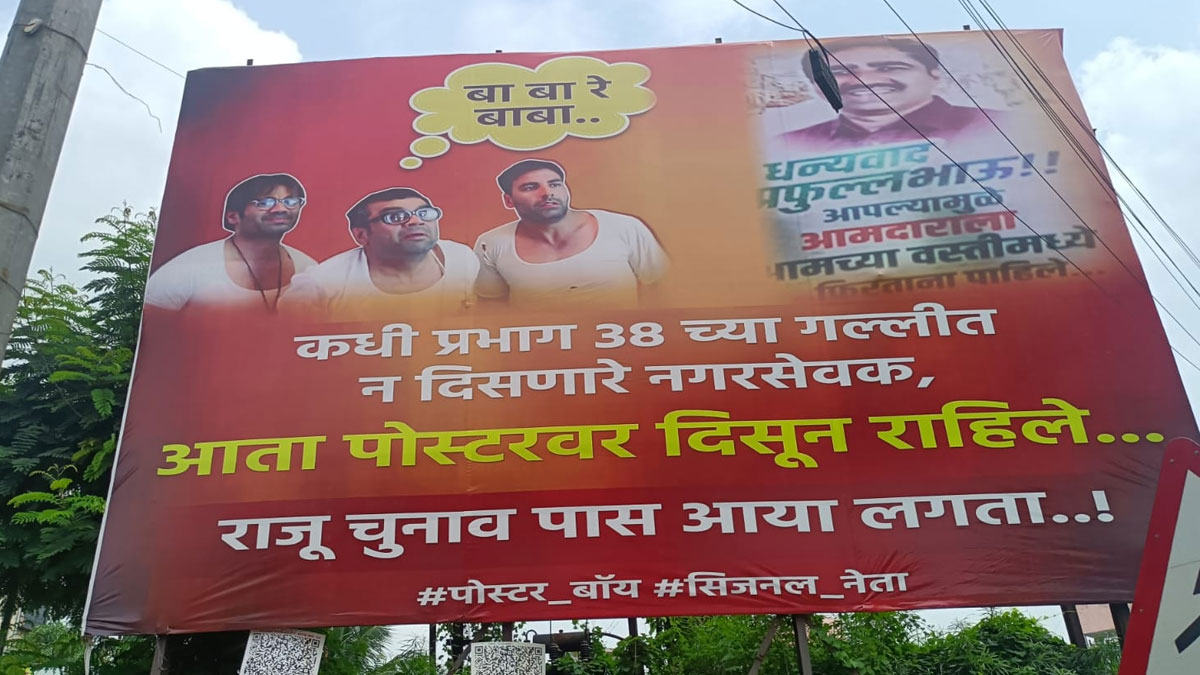 बा बा रे
बाबा..
धन्यवाद
प्रफुल्लभाऊ!!
आपल्यामुळे
आमदाराला
आमच्या वस्तीमध्ये
फिरताना पाहिले...
कधी प्रभाग 38 च्या गल्लीत
न दिसणारे नगरसेवक,
आता पोस्टरवर दिसून राहिले...
राजू चुनाव पास आया लगता..!
#पोस्टर_बॉय #सिजनल_नेता